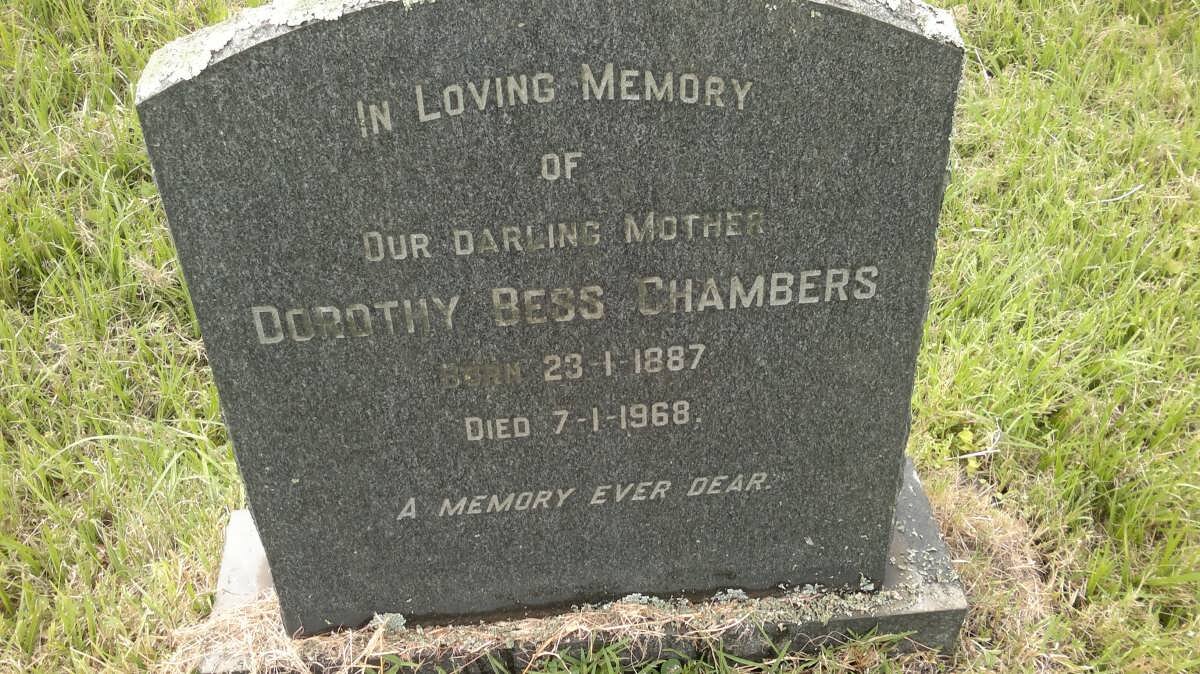 In Loving Memory
OF
Our darling Mother
Dorothy Bess Chambers
Born 23-1-1887
Died 7-1-1968.
A MEMORY EVER DEAR.